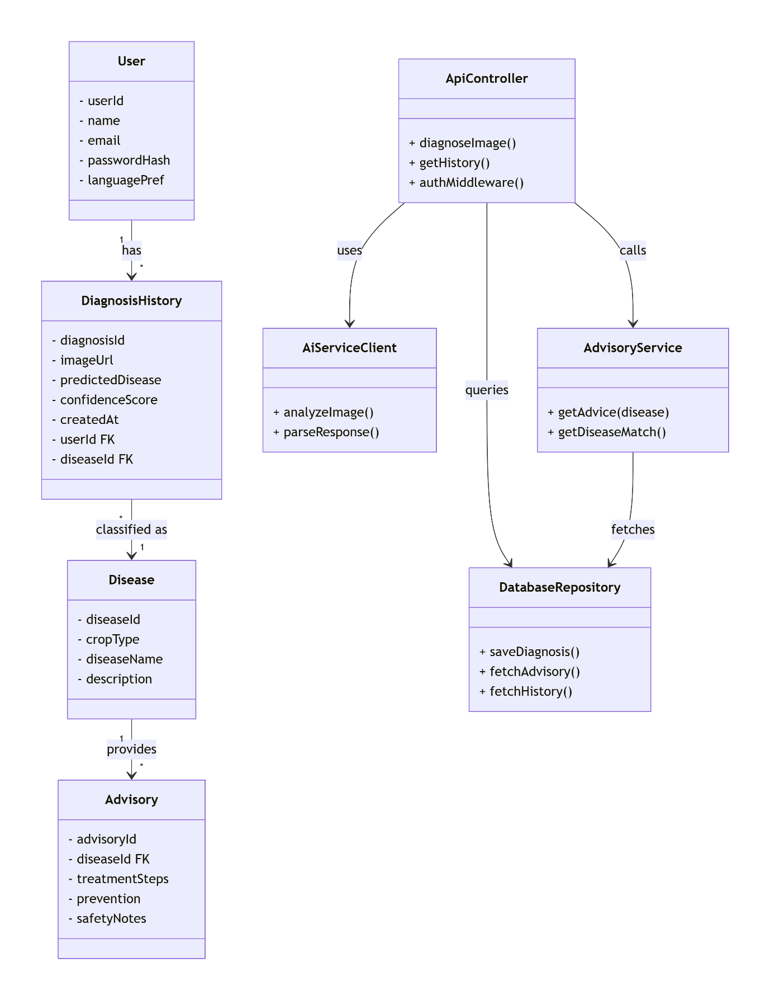 User
- userId
- name
- email
- passwordHash
- languagePref
1
has
*
DiagnosisHistory
- diagnosisId
- imageUrl
- predictedDisease
- confidenceScore
- createdAt
- userId FK
- diseaseId FK
*
classified as
1
Disease
- diseaseId
- cropType
- diseaseName
- description
1
provides
*
Advisory
- advisoryId
- diseaseId FK
- treatmentSteps
- prevention
- safetyNotes
ApiController
+ diagnoseImage()
+ getHistory()
+ authMiddleware()
uses
calls
AiServiceClient
+ analyzeImage()
+ parseResponse()
queries
AdvisoryService
+ getAdvice(disease)
+ getDiseaseMatch()
fetches
DatabaseRepository
+ saveDiagnosis()
+ fetchAdvisory()
+ fetchHistory()